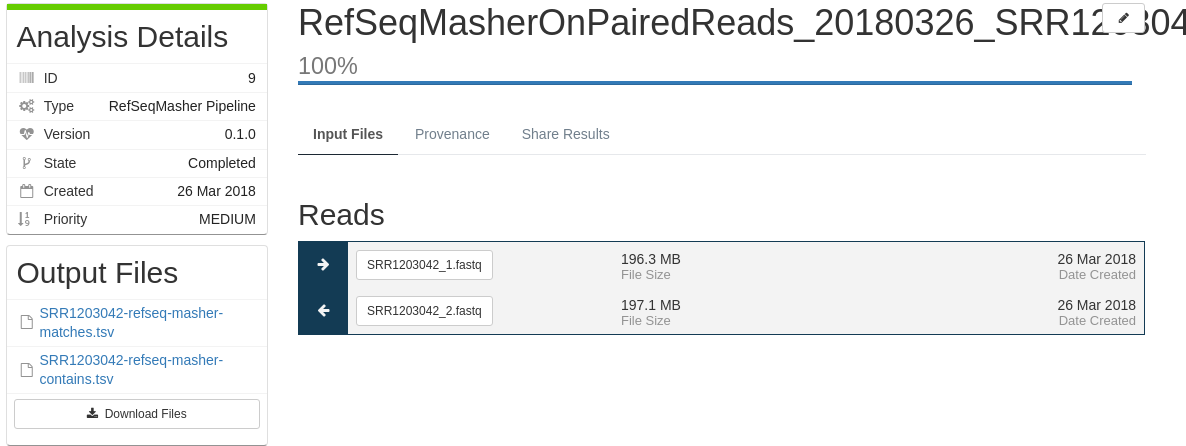 Analysis Details
ID 9
Type RefSeqMasher Pipeline
Version 0.1.0
State Completed
Created 26 Mar 2018
Priority MEDIUM
Output Files
SRR1203042-refseq-masher-
matches.tsv
SRR1203042-refseq-masher-
contains.tsv
Download Files
RefSeqMasherOnPairedReads_20180326_SRR1203042
100%
Input Files Provenance Share Results
Reads
SRR1203042_1.fastq 196.3 MB 26 Mar 2018
File Size Date Created
SRR1203042_2.fastq 197.1 MB 26 Mar 2018
File Size Date Created